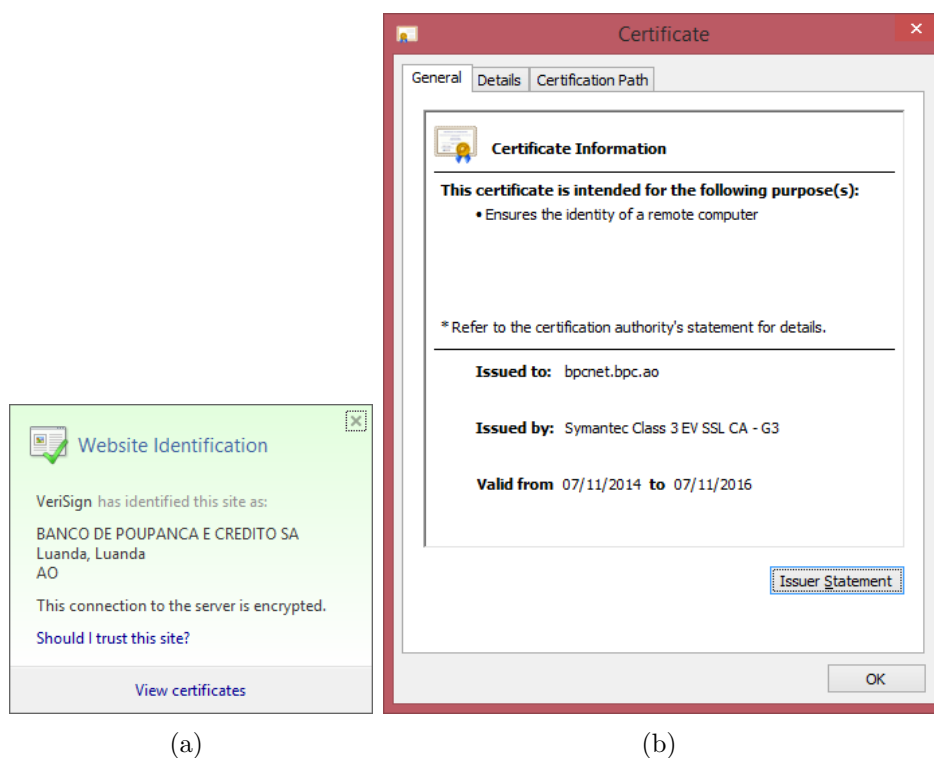 Certificate
General Details Certification Path
Certificate Information
This certificate is intended for the following purpose(s):
• Ensures the identity of a remote computer
* Refer to the certification authority's statement for details.
Issued to: bpcnet.bpc.ao
Issued by: Symantec Class 3 EV SSL CA - G3
Valid from 07/11/2014 to 07/11/2016
Issuer Statement
OK
Website Identification
VeriSign has identified this site as:
BANCO DE POUPANCA E CREDITO SA
Luanda, Luanda
AO
This connection to the server is encrypted.
Should I trust this site?
View certificates
(a)
(b)